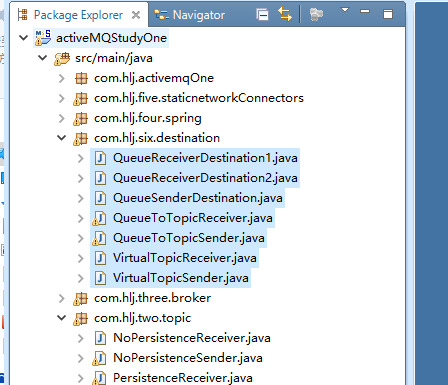 Package Explorer Navigator
activeMQStudyOne
src/main/java
com.hlj.activemqOne
com.hlj.five.staticnetworkConnectors
com.hlj.four.spring
com.hlj.six.destination
QueueReceiverDestination1.java
QueueReceiverDestination2.java
QueueSenderDestination.java
QueueToTopicReceiver.java
QueueToTopicSender.java
VirtualTopicReceiver.java
VirtualTopicSender.java
com.hlj.three.broker
com.hlj.two.topic
NoPersistenceReceiver.java
NoPersistenceSender.java
PersistenceReceiver.java